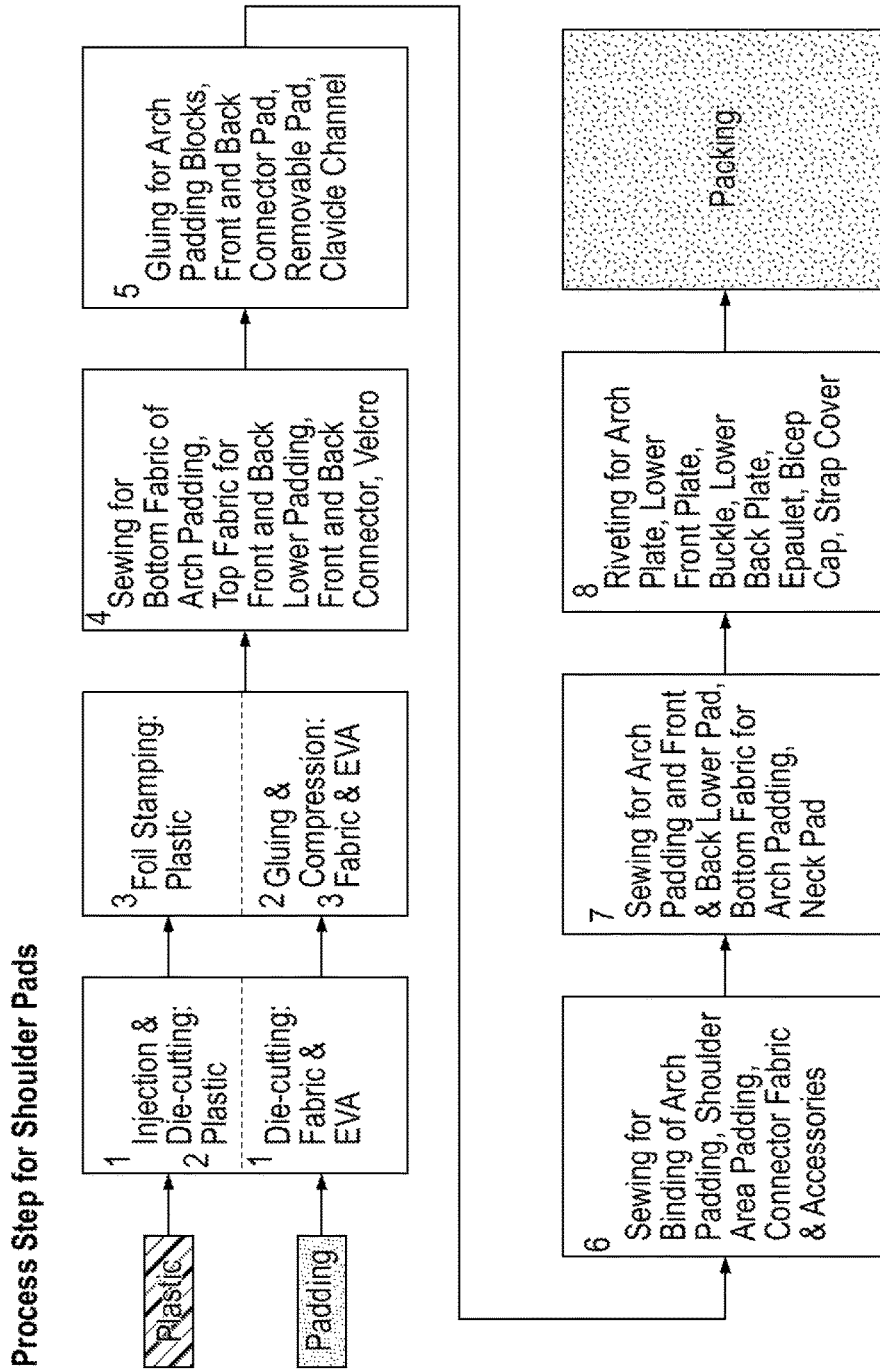 Process Step for Shoulder Pads
Plastic
Padding
1 Injection &
Die-cutting:
2 Plastic
1 Die-cutting:
Fabric &
EVA
3 Foil Stamping:
Plastic
2 Gluing &
Compression:
3 Fabric & EVA
4 Sewing for
Bottom Fabric of
Arch Padding,
Top Fabric for
Front and Back
Lower Padding,
Front and Back
Connector, Velcro
5 Gluing for Arch
Padding Blocks,
Front and Back
Connector Pad,
Removable Pad,
Clavicle Channel
6 Sewing for
Binding of Arch
Padding, Shoulder
Area Padding,
Connector Fabric
& Accessories
7 Sewing for Arch
Padding and Front
& Back Lower Pad,
Bottom Fabric for
Arch Padding,
Neck Pad
8 Riveting for Arch
Plate, Lower
Front Plate,
Buckle, Lower
Back Plate,
Epaulet, Bicep
Cap, Strap Cover
Packing